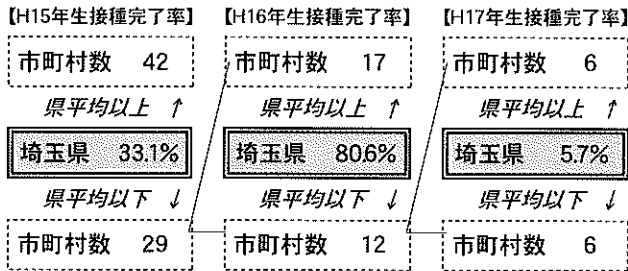 【H15年生接種完了率】 【H16年生接種完了率】 【H17年生接種完了率】
市町村数 42 市町村数 17 市町村数 6
県平均以上 ↑ 県平均以上 ↑ 県平均以上 ↑
埼玉県 33.1% 埼玉県 80.6% 埼玉県 5.7%
県平均以下 ↓ 県平均以下 ↓ 県平均以下 ↓
市町村数 29 市町村数 12 市町村数 6